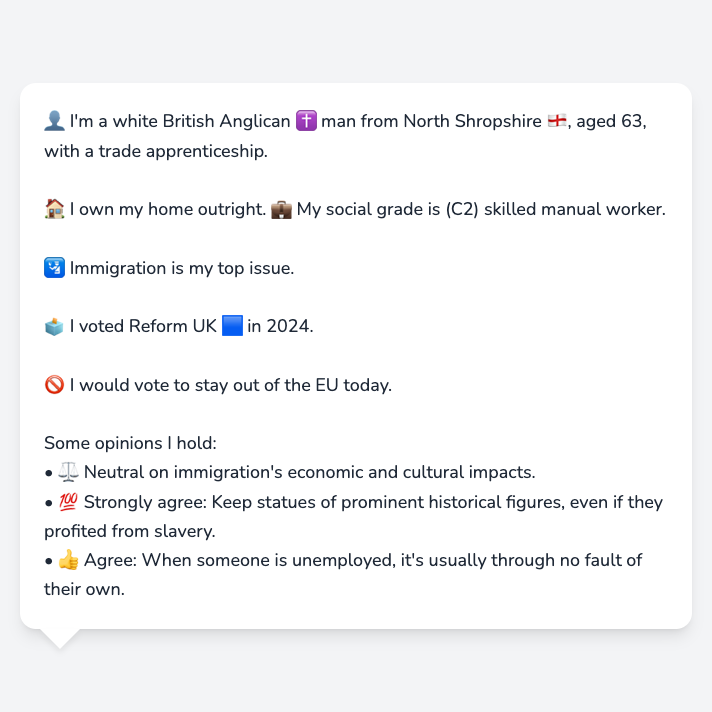 👤 I'm a white British Anglican ✝️ man from North Shropshire 🏴󠁧󠁢󠁥󠁮󠁧󠁿, aged 63,
with a trade apprenticeship.
🏠 I own my home outright. 💼 My social grade is (C2) skilled manual worker.
🛂 Immigration is my top issue.
🗳️ I voted Reform UK 🟦 in 2024.
🚫 I would vote to stay out of the EU today.
Some opinions I hold:
• ⚖️ Neutral on immigration's economic and cultural impacts.
• 💯 Strongly agree: Keep statues of prominent historical figures, even if they
profited from slavery.
• 👍 Agree: When someone is unemployed, it's usually through no fault of
their own.